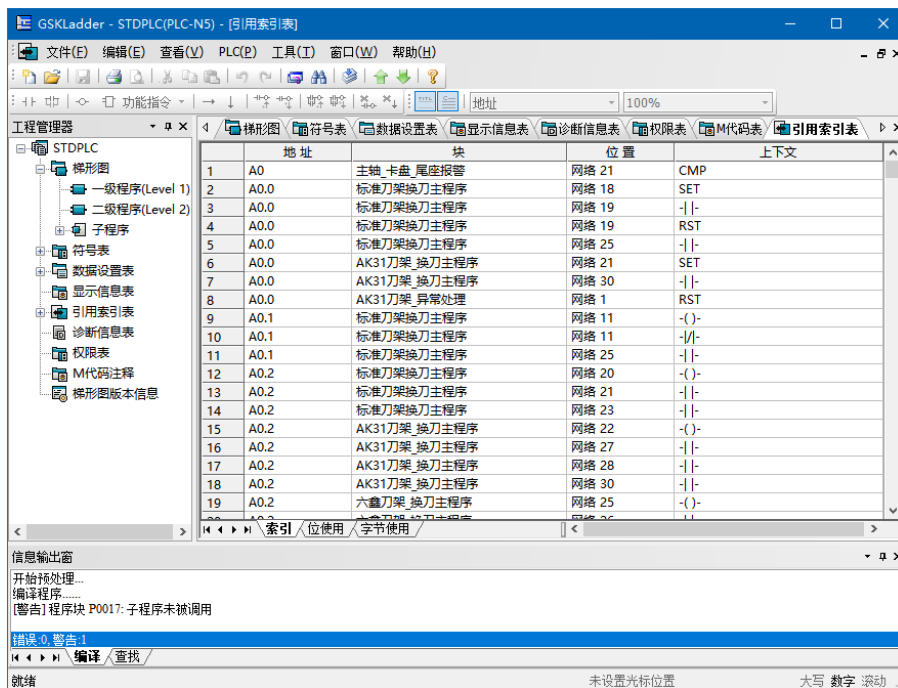 GSKLadder - STDPLC(PLC-N5) - [引用索引表]
文件(F) 编辑(E) 查看(V) PLC(P) 工具(T) 窗口(W) 帮助(H)
功能指令 地址 100%
工程管理器
梯形图 符号表 数据设置表 显示信息表 诊断信息表 权限表 M代码表 引用索引表
STDPLC
梯形图
一级程序(Level 1)
二级程序(Level 2)
子程序
符号表
数据设置表
显示信息表
引用索引表
诊断信息表
权限表
M代码注释
梯形图版本信息
地 址 块 位 置 上下文
1 A0 主轴_卡盘_尾座报警 网络 21 CMP
2 A0.0 标准刀架换刀主程序 网络 18 SET
3 A0.0 标准刀架换刀主程序 网络 19 -| |-
4 A0.0 标准刀架换刀主程序 网络 19 RST
5 A0.0 标准刀架换刀主程序 网络 25 -| |-
6 A0.0 AK31刀架_换刀主程序 网络 21 SET
7 A0.0 AK31刀架_换刀主程序 网络 30 -| |-
8 A0.0 AK31刀架_异常处理 网络 1 RST
9 A0.1 标准刀架换刀主程序 网络 11 -( )-
10 A0.1 标准刀架换刀主程序 网络 11 -|/|-
11 A0.1 标准刀架换刀主程序 网络 25 -| |-
12 A0.2 标准刀架换刀主程序 网络 20 -( )-
13 A0.2 标准刀架换刀主程序 网络 21 -| |-
14 A0.2 标准刀架换刀主程序 网络 23 -| |-
15 A0.2 AK31刀架_换刀主程序 网络 22 -( )-
16 A0.2 AK31刀架_换刀主程序 网络 27 -| |-
17 A0.2 AK31刀架_换刀主程序 网络 28 -| |-
18 A0.2 AK31刀架_换刀主程序 网络 30 -| |-
19 A0.2 六鑫刀架_换刀主程序 网络 25 -( )-
索引 位使用 字节使用
信息输出窗
开始预处理...
编译程序......
[警告] 程序块 P0017: 子程序未被调用
错误:0, 警告:1
编译 查找
就绪 未设置光标位置 大写 数字 滚动